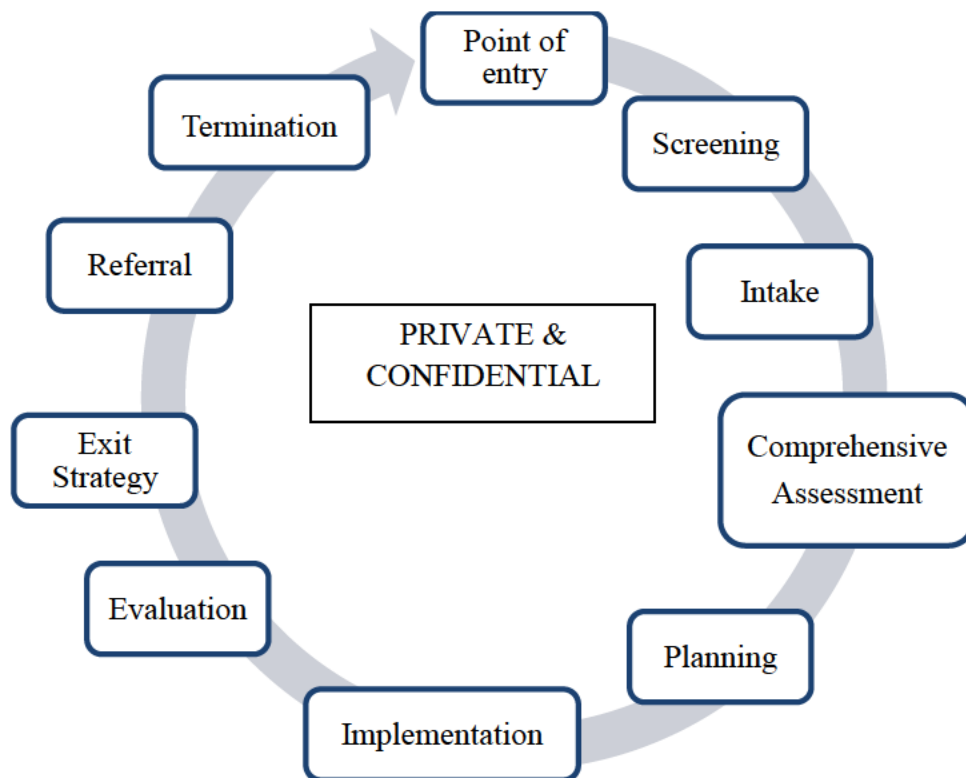 Point of
entry
Screening
Intake
Comprehensive
Assessment
Planning
Implementation
Evaluation
Exit
Strategy
Referral
Termination
PRIVATE &
CONFIDENTIAL